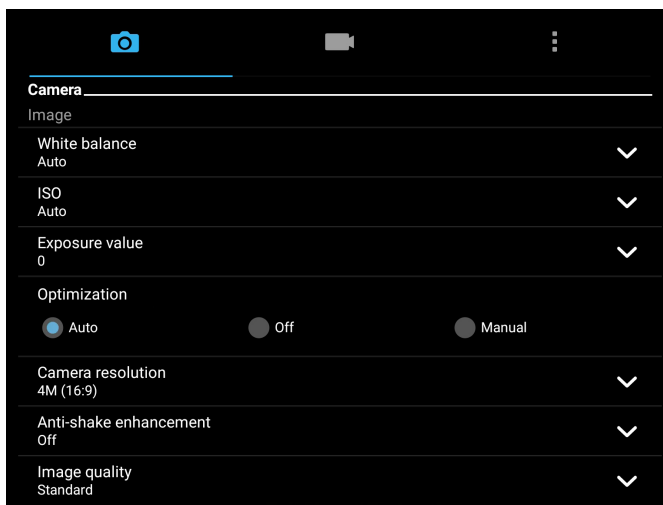 Camera
Image
White balance
Auto
ISO
Auto
Exposure value
0
Optimization
Auto Off Manual
Camera resolution
4M (16:9)
Anti-shake enhancement
Off
Image quality
Standard